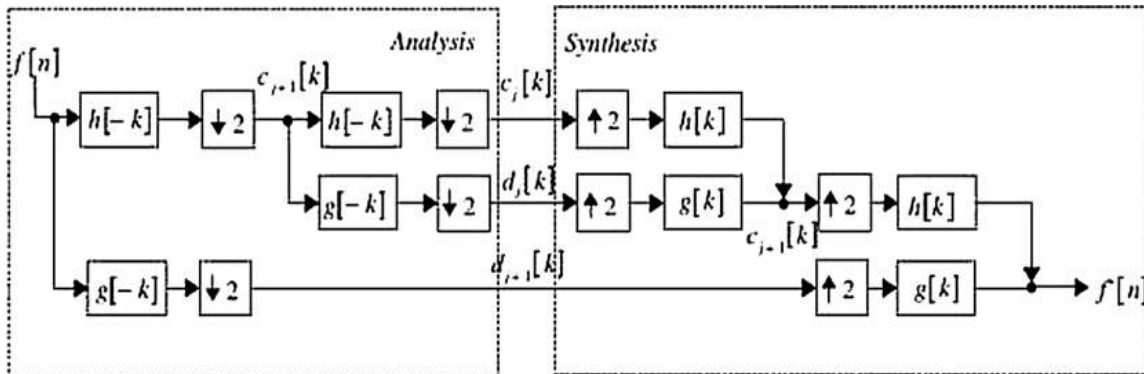 Analysis
Synthesis
f[n]
c_{j+1}[k]
c_j[k]
h[-k]
↓2
h[-k]
↓2
↑2
h[k]
d_j[k]
g[-k]
↓2
↑2
g[k]
↑2
h[k]
c_{j+1}[k]
d_{j+1}[k]
g[-k]
↓2
↑2
g[k]
f[n]